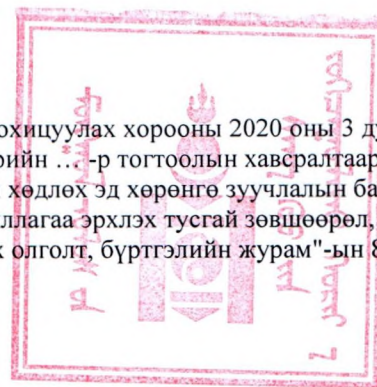 охицуулах хорооны 2020 оны 3 ду
рийн ... -р тогтоолын хавсралтаар
хөдлөх эд хөрөнгө зуучлалын ба
ллагаа эрхлэх тусгай зөвшөөрөл,
к олголт, бүртгэлийн журам"-ын 8